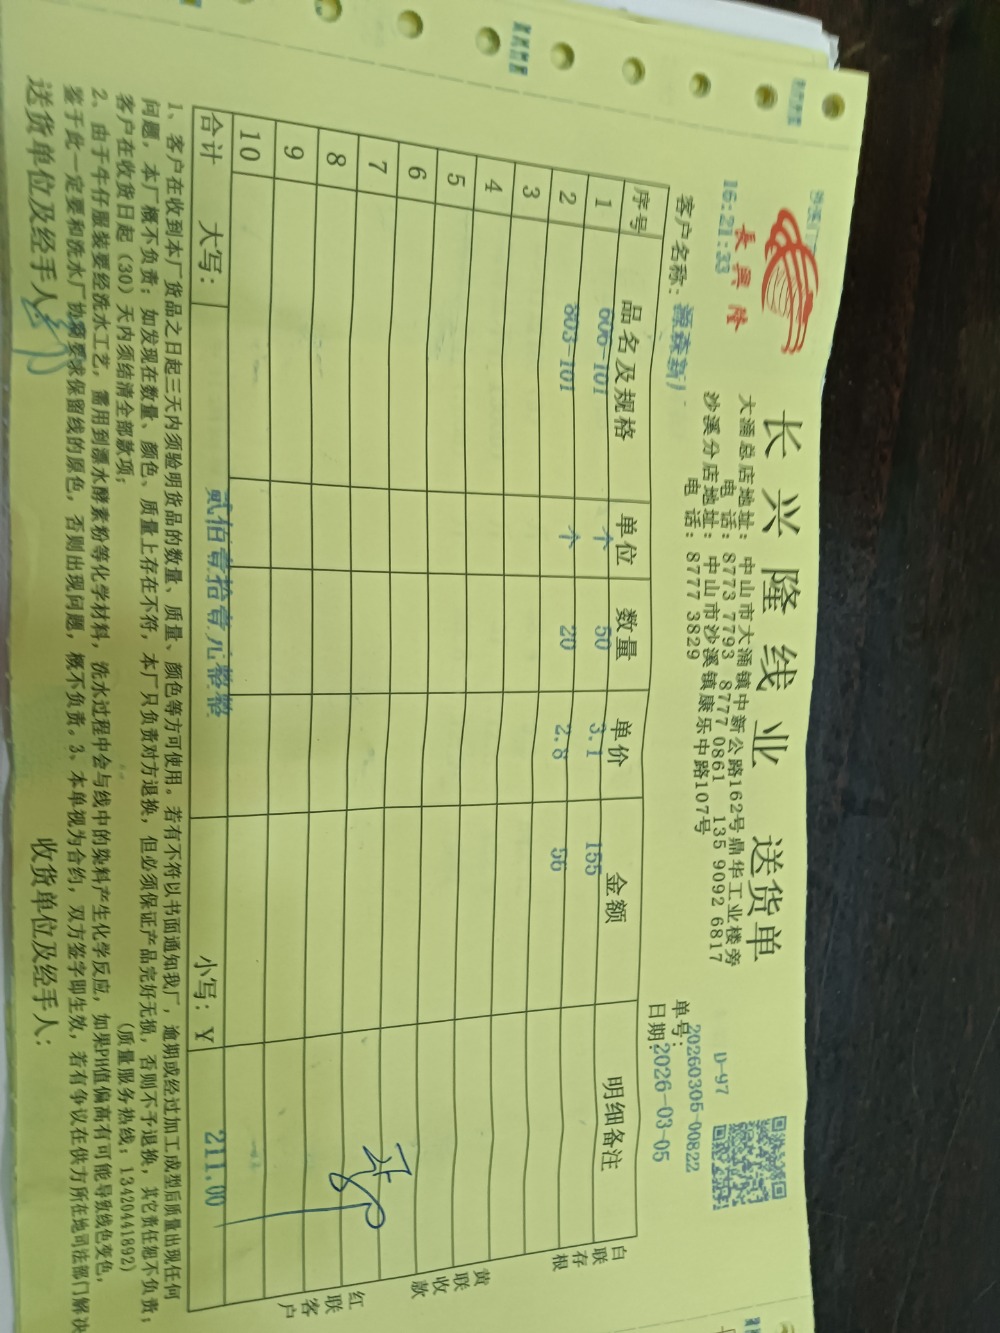 长兴隆线业 送货单
長興隆
16:21:33
大涌总店地址：中山市大涌镇中新公路162号鼎华工业楼旁
电话：8773 7793 8777 0861 135 9092 6817
沙溪分店地址：中山市沙溪镇康乐中路107号
电话：8777 3829
D-97
单号：20260305-00822
客户名称：源森新
日期：2026-03-05
序号 品名及规格 单位 数量 单价 金额 明细备注
1 606-101 个 50 3.1 155
2 803-101 个 20 2.8 56
3
4
5
6
7
8
9
10
合计 大写：贰佰壹拾壹元整整 小写：¥ 211.00
白联存根
黄联收款
红联客户
1、客户在收到本厂货品之日起三天内须验明货品的数量、质量、颜色等方可使用。若有不符以书面通知我厂，逾期或经过加工成型后质量出现任何
问题，本厂概不负责；如发现在数量、颜色、质量上存在不符，本厂只负责对方退换，但必须保证产品完好无损，否则不予退换，其它责任恕不负责；
客户在收货日起（30）天内须结清全部款项； （质量服务热线：13420441892）
2、由于牛仔服装要经洗水工艺，需用到漂水酵素粉等化学材料，洗水过程中会与线中的染料产生化学反应，如果PH值偏高有可能导致线色变色，
鉴于此一定要和洗水厂协商要求保留线的原色，否则出现问题，概不负责。3、本单视为合约，双方签字即生效，若有争议在供方所在地司法部门解决
送货单位及经手人： 收货单位及经手人：